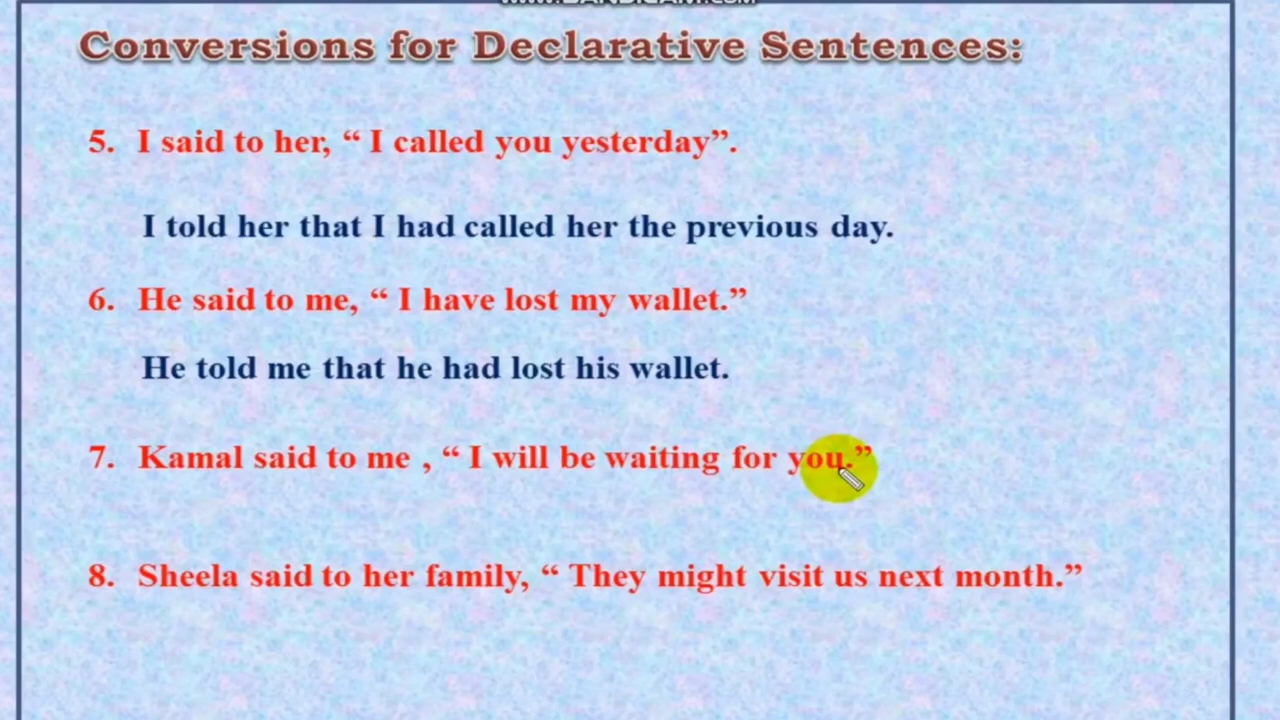 Conversions for Declarative Sentences:
5. I said to her, “ I called you yesterday”.
I told her that I had called her the previous day.
6. He said to me, “ I have lost my wallet.”
He told me that he had lost his wallet.
7. Kamal said to me , “ I will be waiting for you.”
8. Sheela said to her family, “ They might visit us next month.”